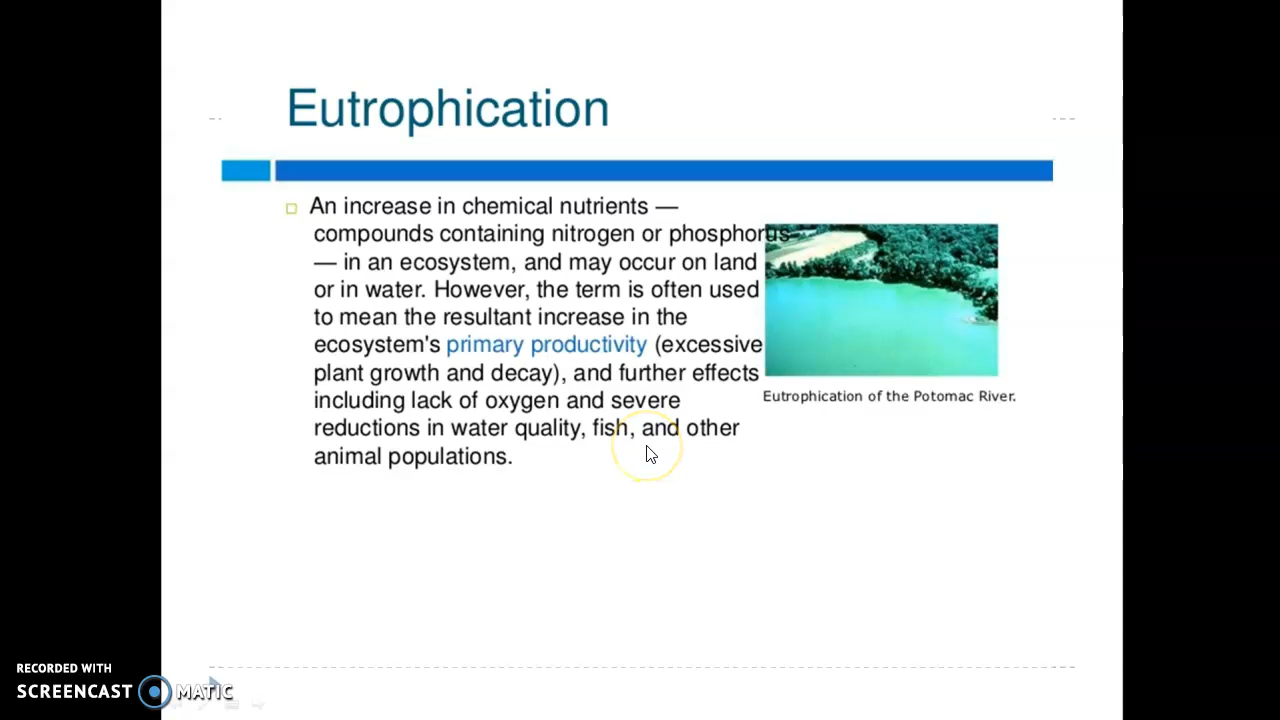 Eutrophication
An increase in chemical nutrients —
compounds containing nitrogen or phosphorus
— in an ecosystem, and may occur on land
or in water. However, the term is often used
to mean the resultant increase in the
ecosystem's primary productivity (excessive
plant growth and decay), and further effects
including lack of oxygen and severe
reductions in water quality, fish, and other
animal populations.
Eutrophication of the Potomac River.
RECORDED WITH
SCREENCAST MATIC